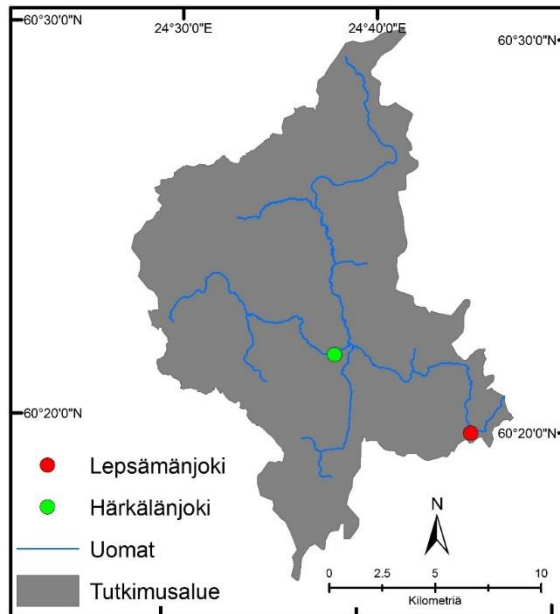 24°30'0"E
24°40'0"E
60°30'0"N
60°30'0"N
60°20'0"N
60°20'0"N
Lepsämänjoki
Härkälänjoki
Uomat
Tutkimusalue
N
0 2.5 5 10
Kilometriä